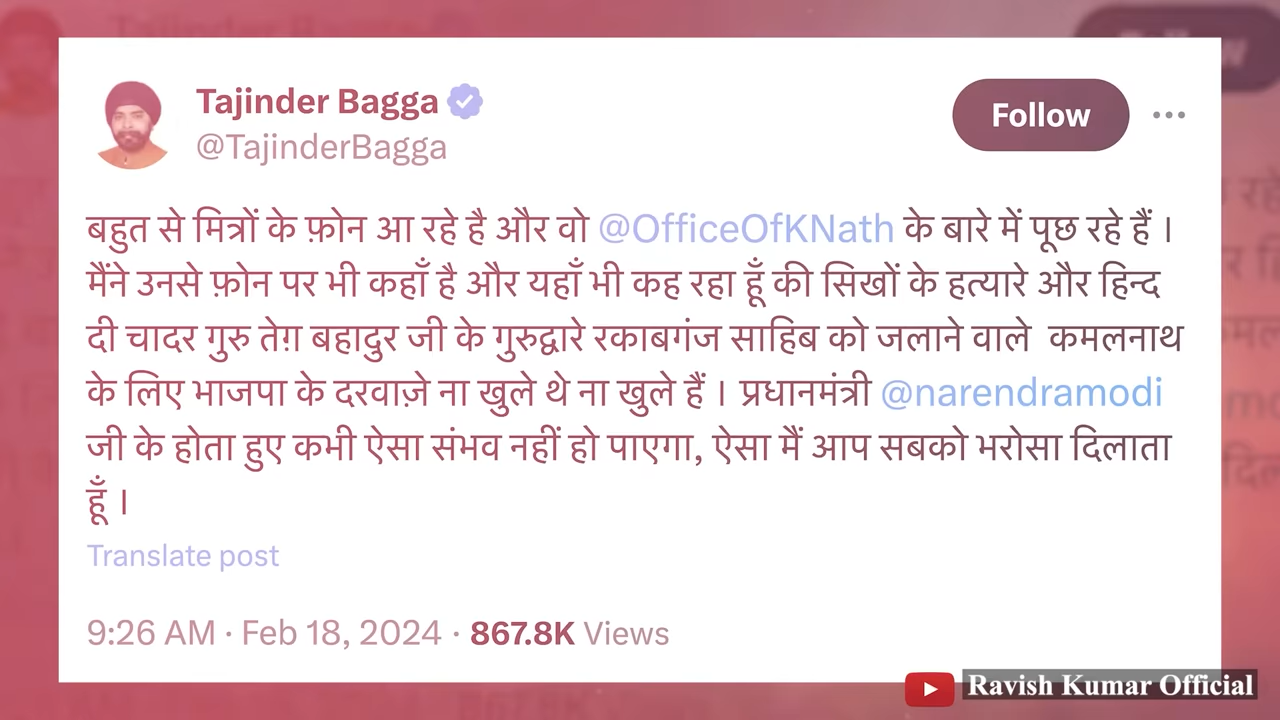 Tajinder Bagga
@TajinderBagga
Follow
बहुत से मित्रों के फ़ोन आ रहे है और वो @OfficeOfKNath के बारे में पूछ रहे हैं ।
मैंने उनसे फ़ोन पर भी कहाँ है और यहाँ भी कह रहा हूँ की सिखों के हत्यारे और हिन्द
दी चादर गुरु तेग़ बहादुर जी के गुरुद्वारे रकाबगंज साहिब को जलाने वाले कमलनाथ
के लिए भाजपा के दरवाज़े ना खुले थे ना खुले हैं । प्रधानमंत्री @narendramodi
जी के होता हुए कभी ऐसा संभव नहीं हो पाएगा, ऐसा मैं आप सबको भरोसा दिलाता
हूँ ।
Translate post
9:26 AM · Feb 18, 2024 · 867.8K Views
Ravish Kumar Official